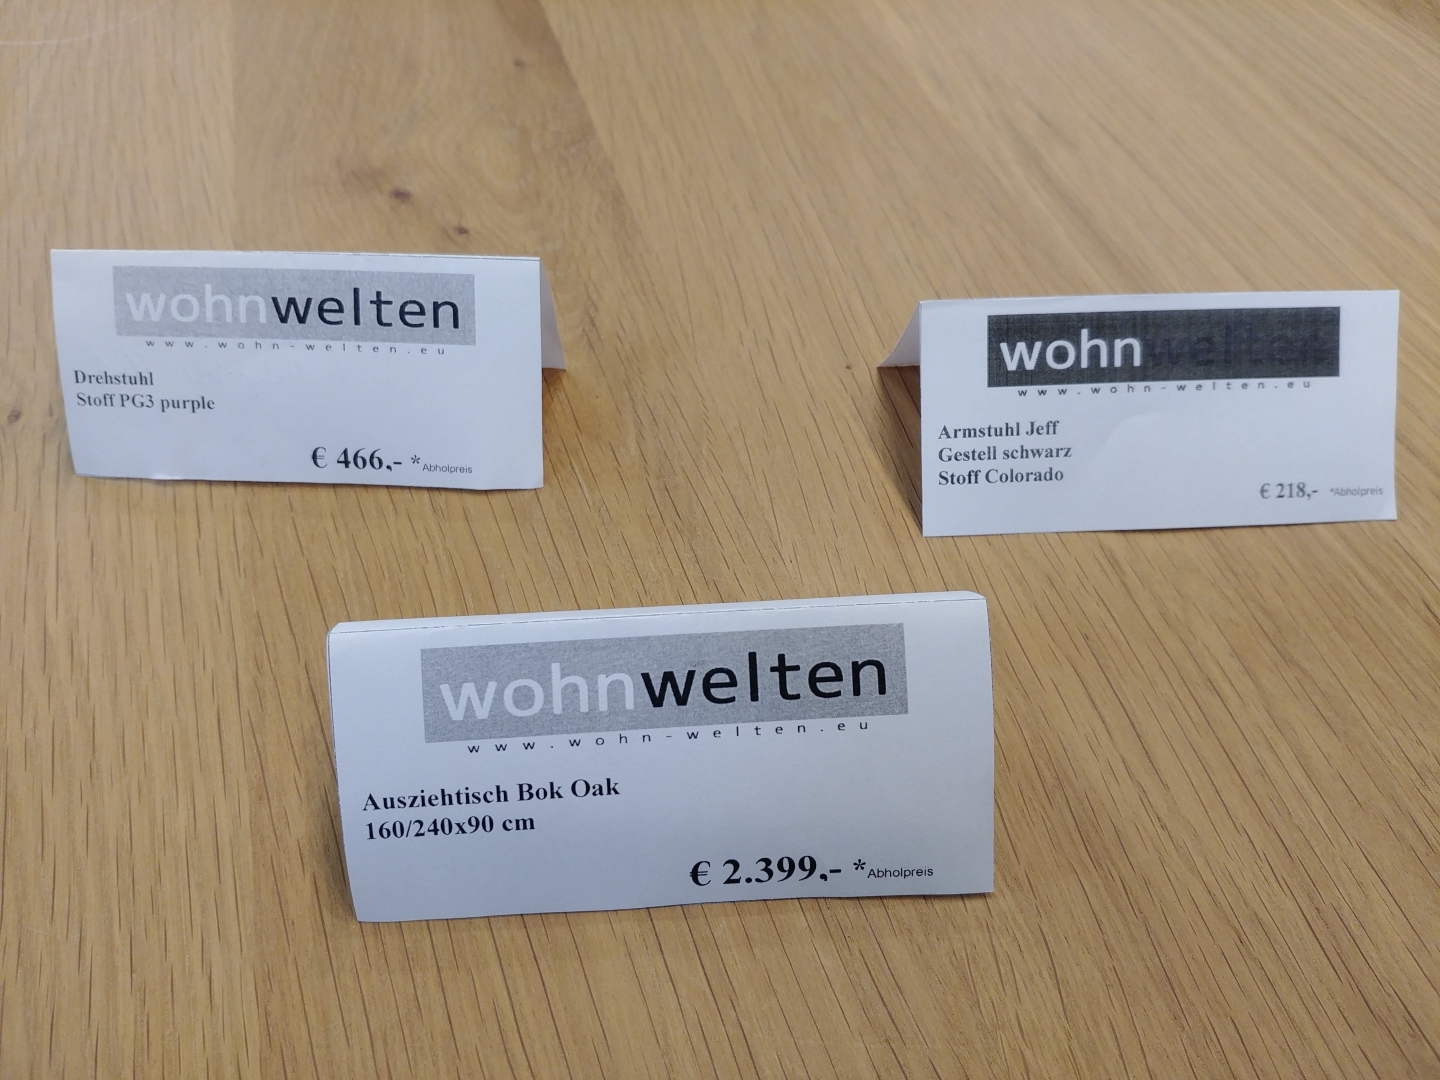 wohnwelten
www.wohn-welten.eu
Drehstuhl
Stoff PG3 purple
€ 466,- *Abholpreis
wohnwelten
www.wohn-welten.eu
Armstuhl Jeff
Gestell schwarz
Stoff Colorado
€ 218,- *Abholpreis
wohnwelten
www.wohn-welten.eu
Ausziehtisch Bok Oak
160/240x90 cm
€ 2.399,- *Abholpreis